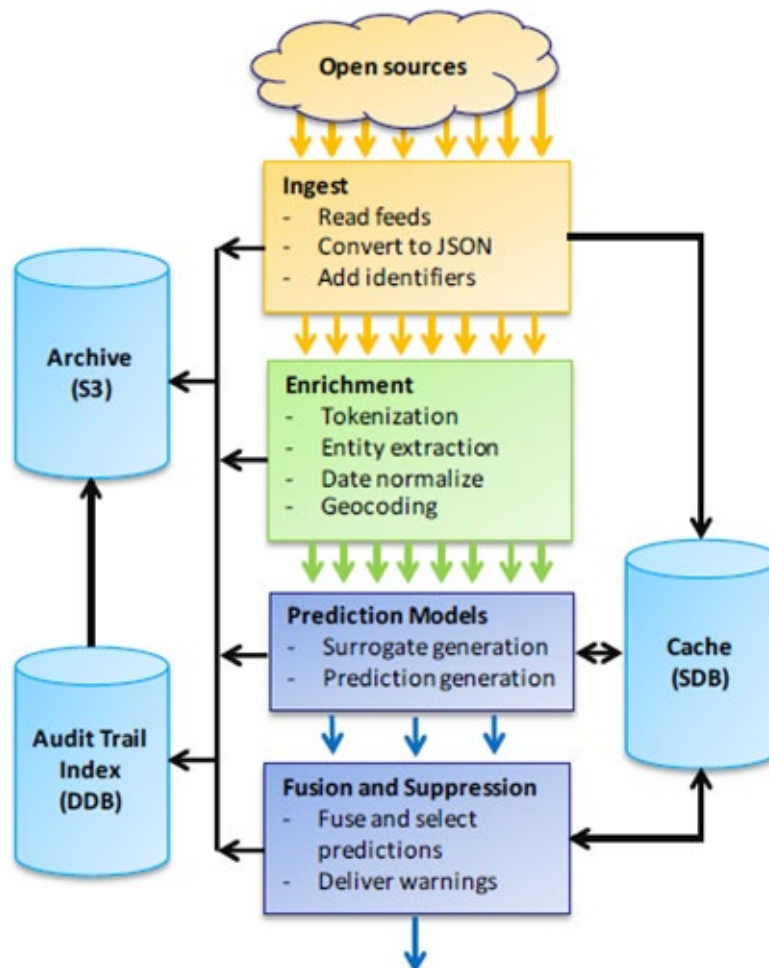 Open sources
Ingest
- Read feeds
- Convert to JSON
- Add identifiers
Archive
(S3)
Enrichment
- Tokenization
- Entity extraction
- Date normalize
- Geocoding
Prediction Models
- Surrogate generation
- Prediction generation
Cache
(SDB)
Audit Trail
Index
(DDB)
Fusion and Suppression
- Fuse and select
predictions
- Deliver warnings